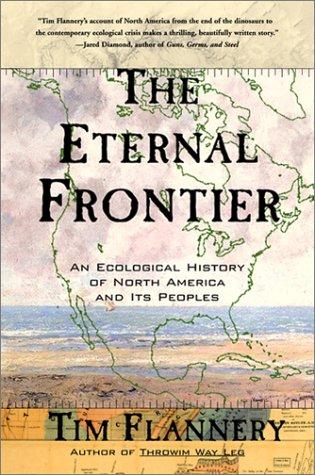 "Tim Flannery's account of North America from the end of the dinosaurs to
the contemporary ecological crisis makes a thrilling, beautifully written story."
—Jared Diamond, author of Guns, Germs, and Steel
THE
ETERNAL
FRONTIER
AN ECOLOGICAL HISTORY
OF NORTH AMERICA
AND ITS PEOPLES
TIM FLANNERY
AUTHOR OF THROWIM WAY LEG